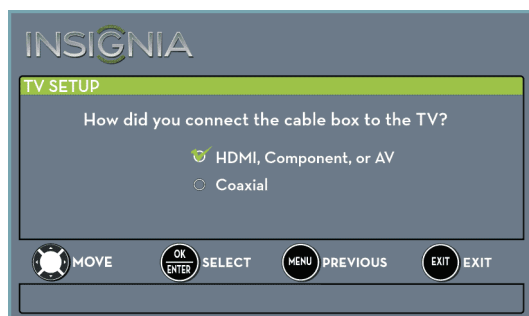 INSIGNIA
TV SETUP
How did you connect the cable box to the TV?
HDMI, Component, or AV
Coaxial
MOVE OK ENTER SELECT MENU PREVIOUS EXIT EXIT